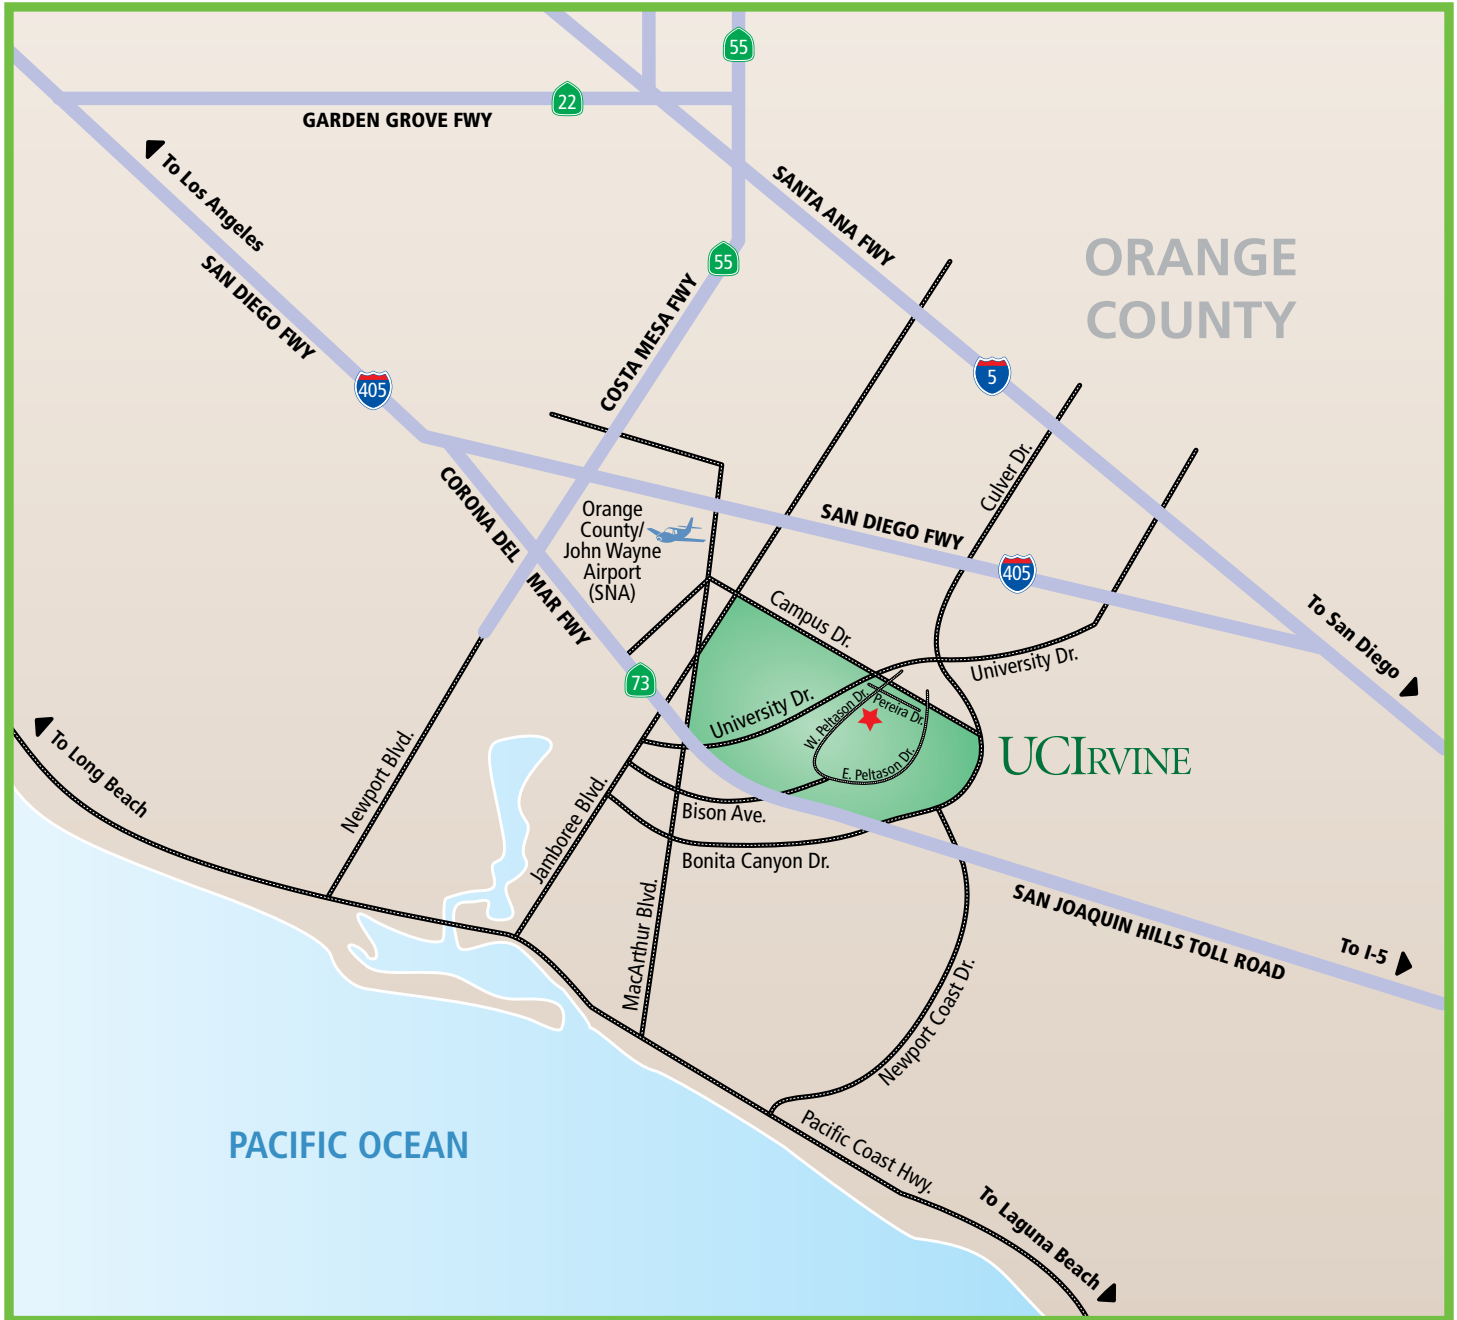 55
22
GARDEN GROVE FWY
To Los Angeles
SANTA ANA FWY
ORANGE
COUNTY
55
SAN DIEGO FWY
COSTA MESA FWY
5
405
Culver Dr.
CORONA DEL MAR FWY
Orange
County/
John Wayne
Airport
(SNA)
SAN DIEGO FWY
405
Campus Dr.
To San Diego
University Dr.
73
University Dr.
W. Peltason Dr.
Pereira Dr.
E. Peltason Dr.
UCIRVINE
To Long Beach
Newport Blvd.
Jamboree Blvd.
Bison Ave.
Bonita Canyon Dr.
MacArthur Blvd.
SAN JOAQUIN HILLS TOLL ROAD
To I-5
Newport Coast Dr.
PACIFIC OCEAN
Pacific Coast Hwy.
To Laguna Beach